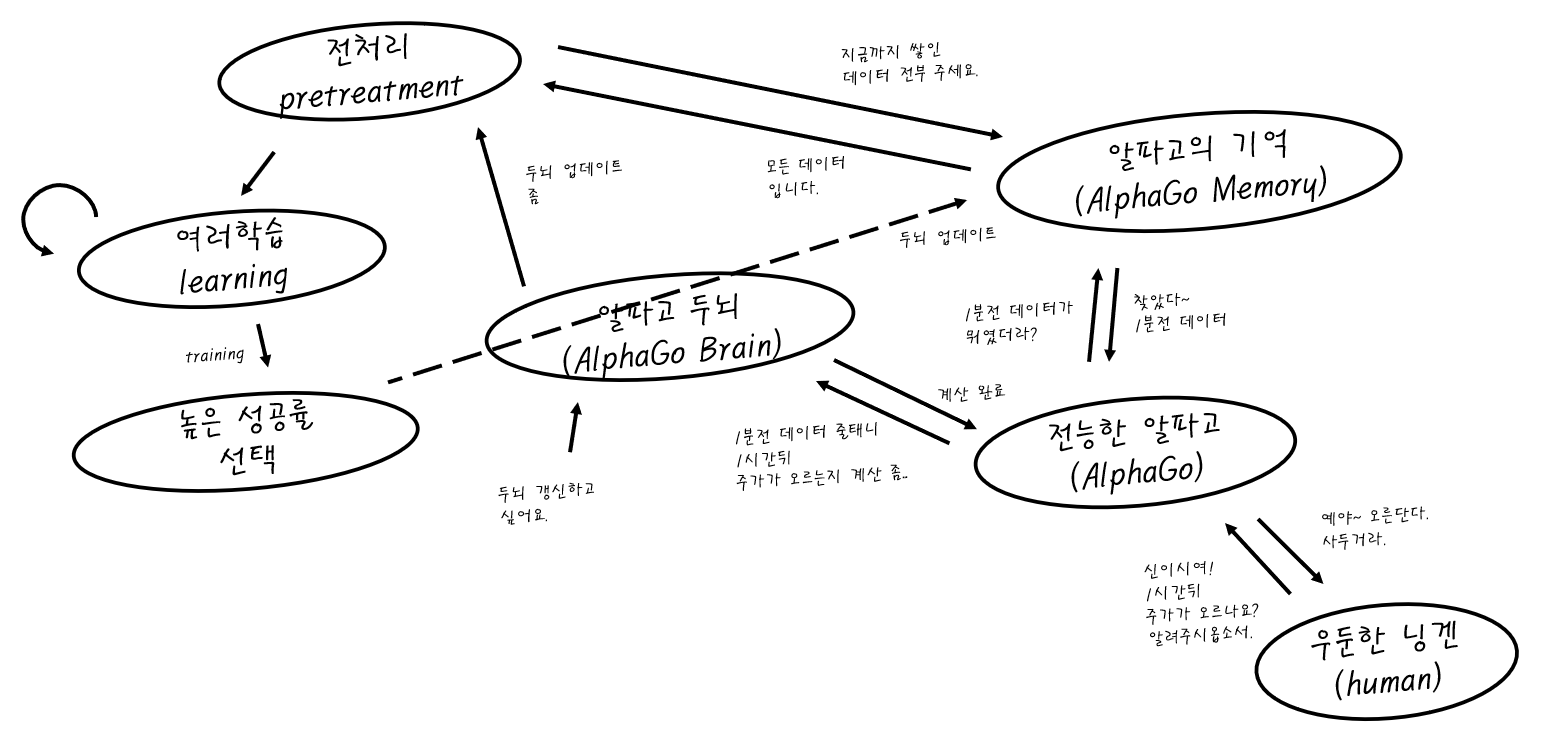 전처리
pretreatment
지금까지 쌓인
데이터 전부 주세요.
모든 데이터
입니다.
두뇌 업데이트
좀
알파고의 기억
(AlphaGo Memory)
여러학습
learning
두뇌 업데이트
알파고 두뇌
(AlphaGo Brain)
1분전 데이터가
뭐였더라?
찾았다~
1분전 데이터
training
높은 성공률
선택
계산 완료
1분전 데이터 줄테니
1시간뒤
주가가 오르는지 계산 좀..
전능한 알파고
(AlphaGo)
두뇌 갱신하고
싶어요.
예야~ 오른단다.
사두거라.
신이시여!
1시간뒤
주가가 오르나요?
알려주시옵소서.
우둔한 닝겐
(human)